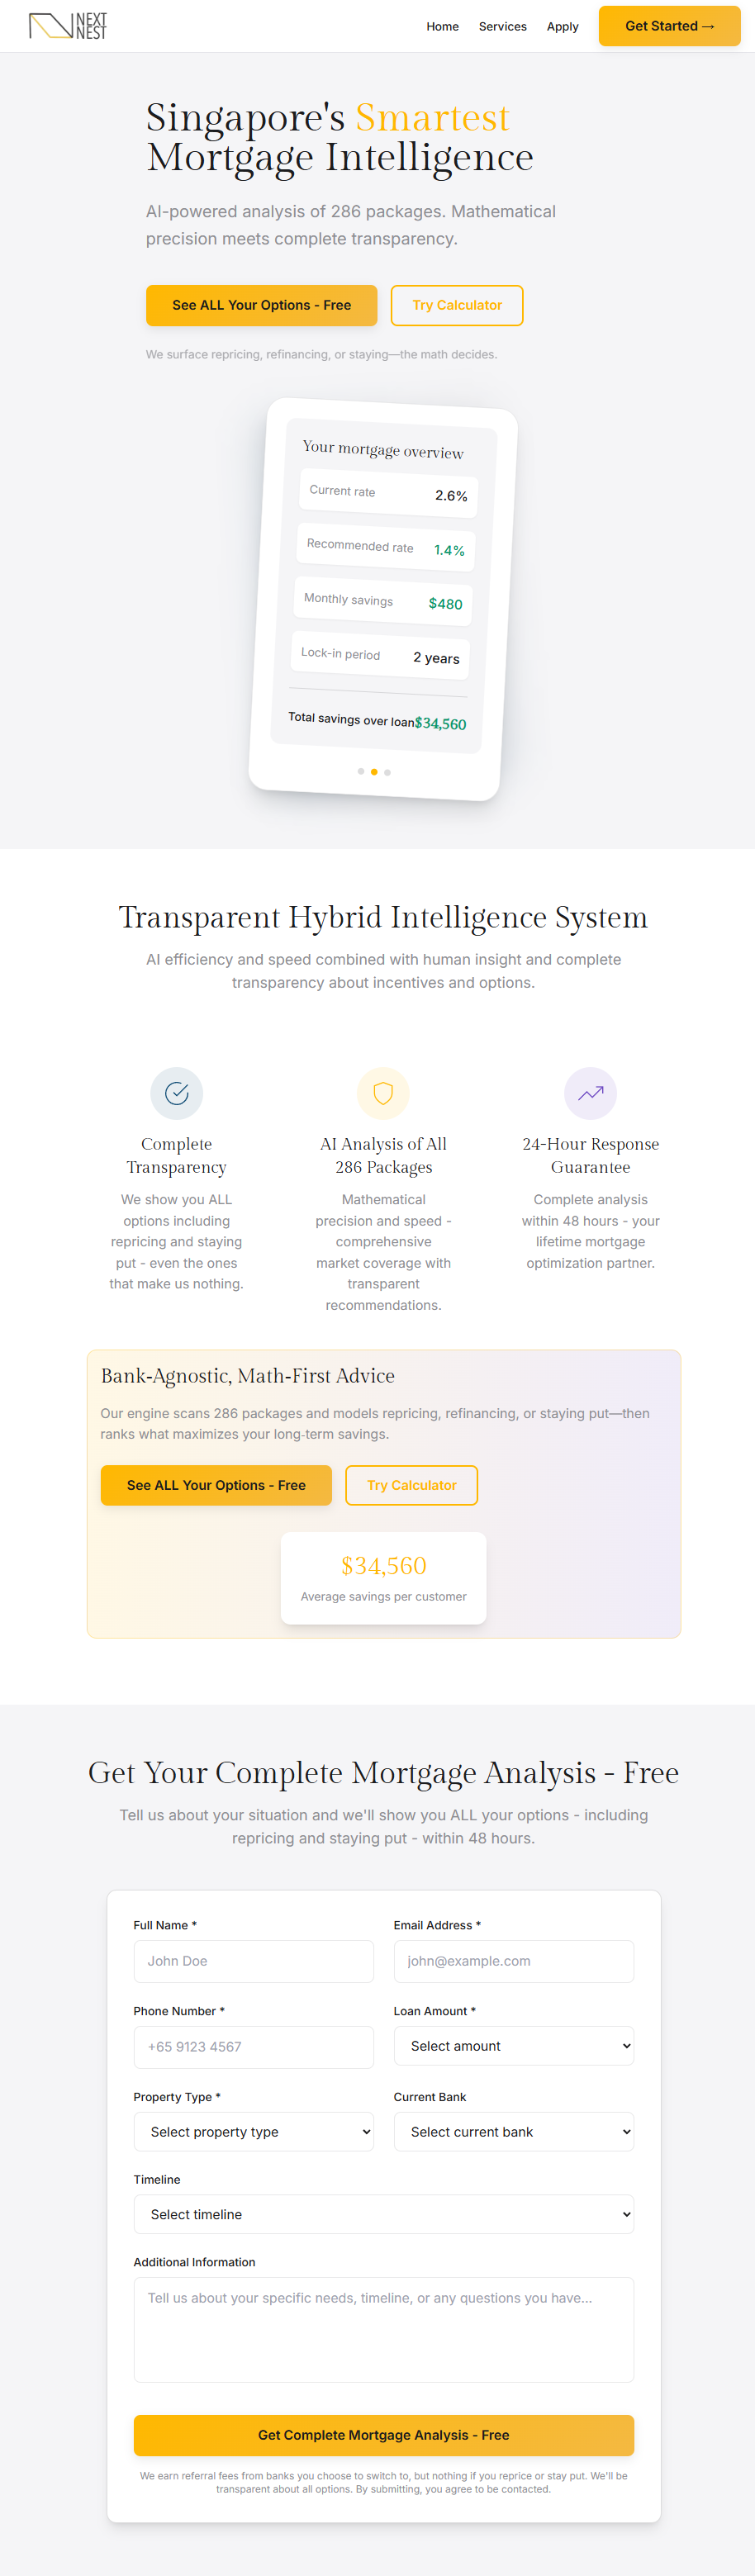 NEXT
NEST
Home Services Apply Get Started →
Singapore's Smartest
Mortgage Intelligence
AI-powered analysis of 286 packages. Mathematical
precision meets complete transparency.
See ALL Your Options - Free Try Calculator
We surface repricing, refinancing, or staying—the math decides.
Your mortgage overview
Current rate 2.6%
Recommended rate 1.4%
Monthly savings $480
Lock-in period 2 years
Total savings over loan $34,560
Transparent Hybrid Intelligence System
AI efficiency and speed combined with human insight and complete
transparency about incentives and options.
Complete
Transparency
We show you ALL
options including
repricing and staying
put - even the ones
that make us nothing.
AI Analysis of All
286 Packages
Mathematical
precision and speed -
comprehensive
market coverage with
transparent
recommendations.
24-Hour Response
Guarantee
Complete analysis
within 48 hours - your
lifetime mortgage
optimization partner.
Bank-Agnostic, Math-First Advice
Our engine scans 286 packages and models repricing, refinancing, or staying put—then
ranks what maximizes your long-term savings.
See ALL Your Options - Free Try Calculator
$34,560
Average savings per customer
Get Your Complete Mortgage Analysis - Free
Tell us about your situation and we'll show you ALL your options - including
repricing and staying put - within 48 hours.
Full Name * Email Address *
John Doe john@example.com
Phone Number * Loan Amount *
+65 9123 4567 Select amount
Property Type * Current Bank
Select property type Select current bank
Timeline
Select timeline
Additional Information
Tell us about your specific needs, timeline, or any questions you have...
Get Complete Mortgage Analysis - Free
We earn referral fees from banks you choose to switch to, but nothing if you reprice or stay put. We'll be
transparent about all options. By submitting, you agree to be contacted.